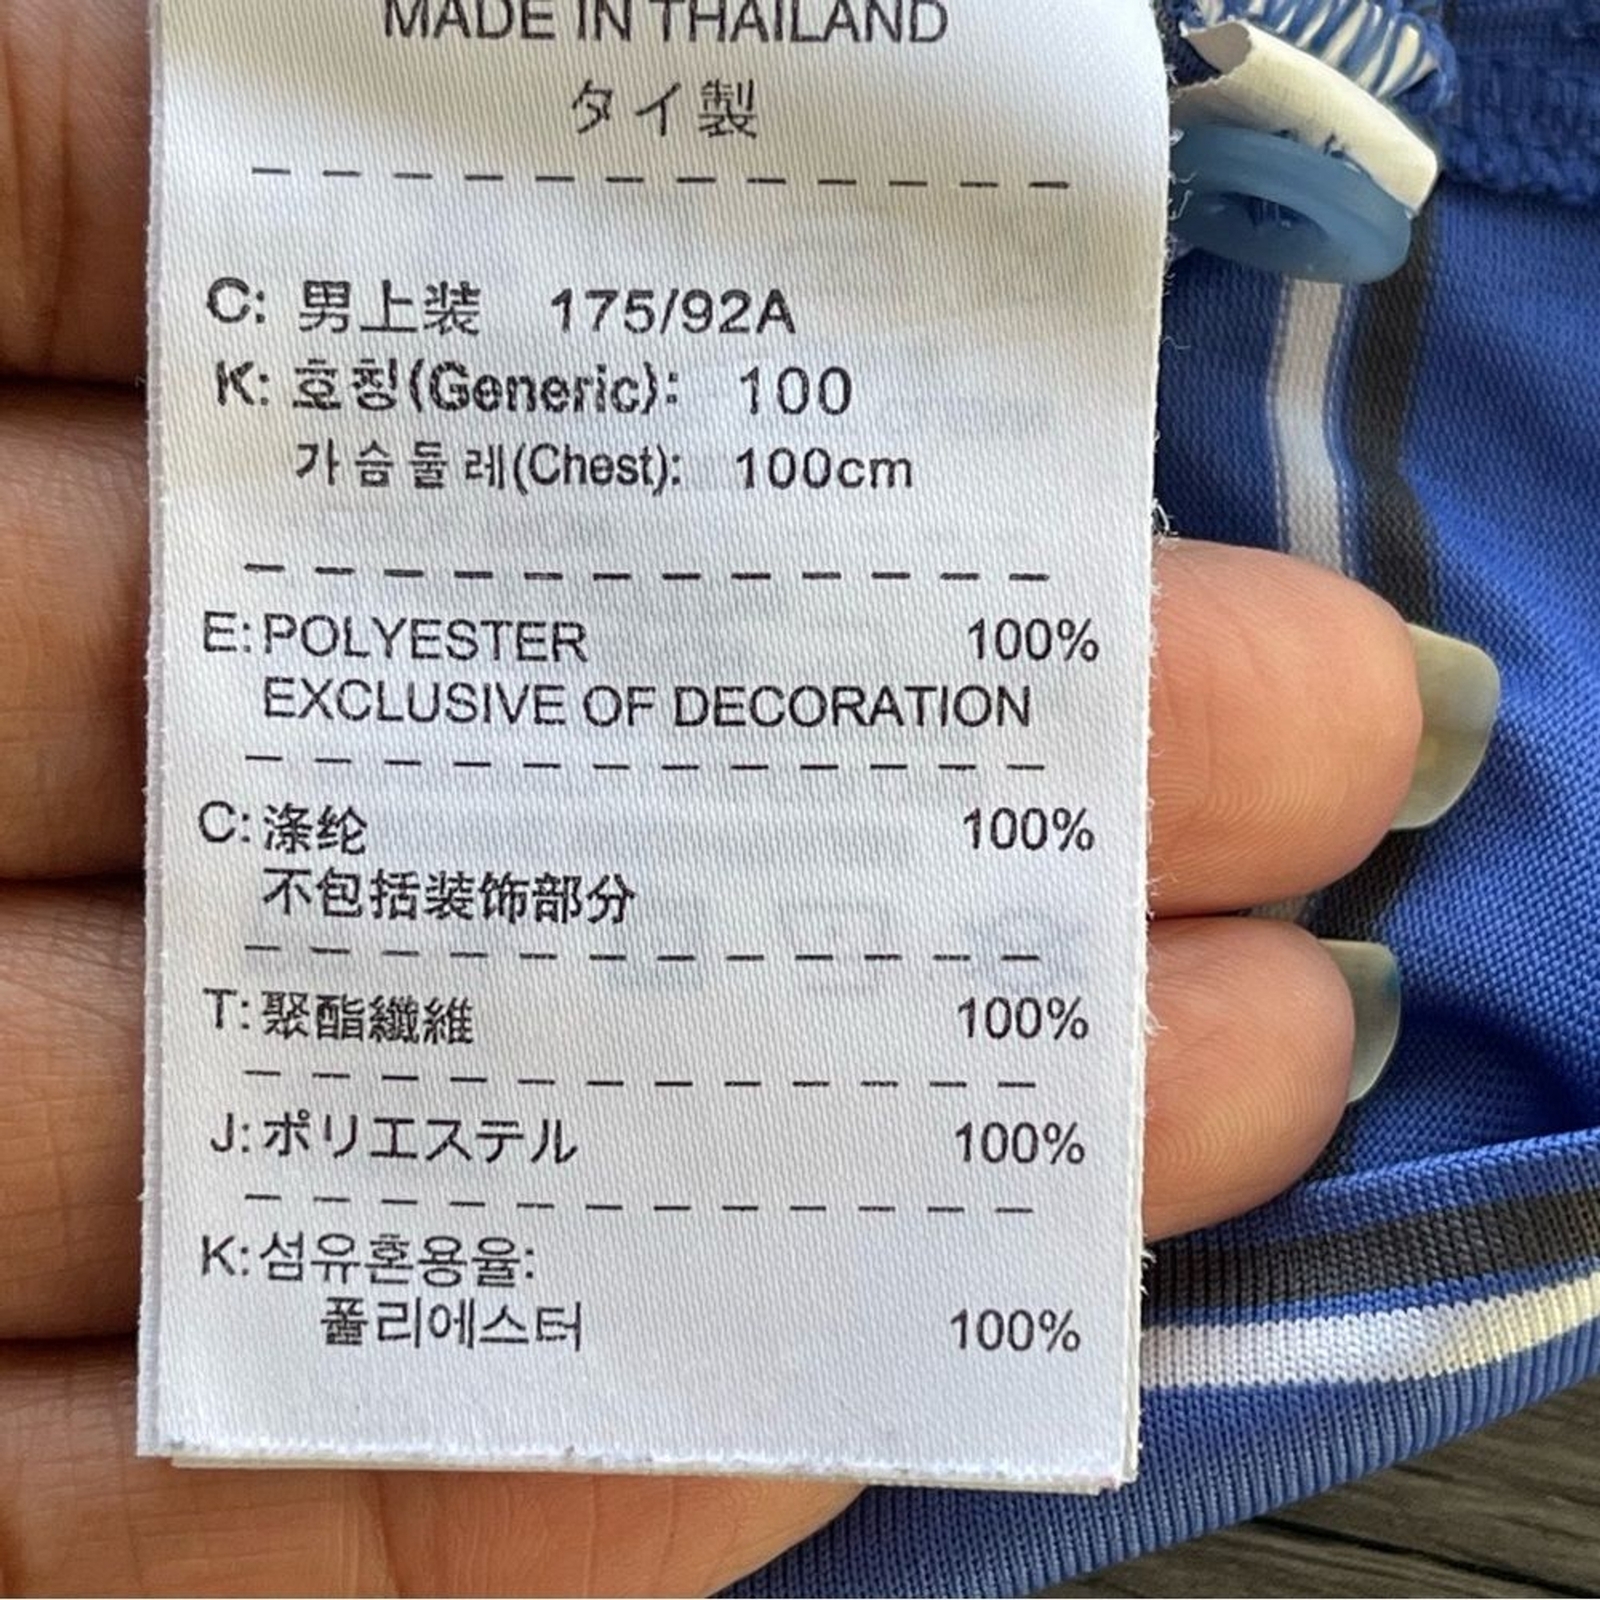 MADE IN THAILAND
タイ製
C: 男上装 175/92A
K: 호칭(Generic): 100
가슴둘레(Chest): 100cm
E: POLYESTER 100%
EXCLUSIVE OF DECORATION
C: 涤纶 100%
不包括装饰部分
T: 聚酯纖維 100%
J: ポリエステル 100%
K: 섬유혼용율:
폴리에스터 100%